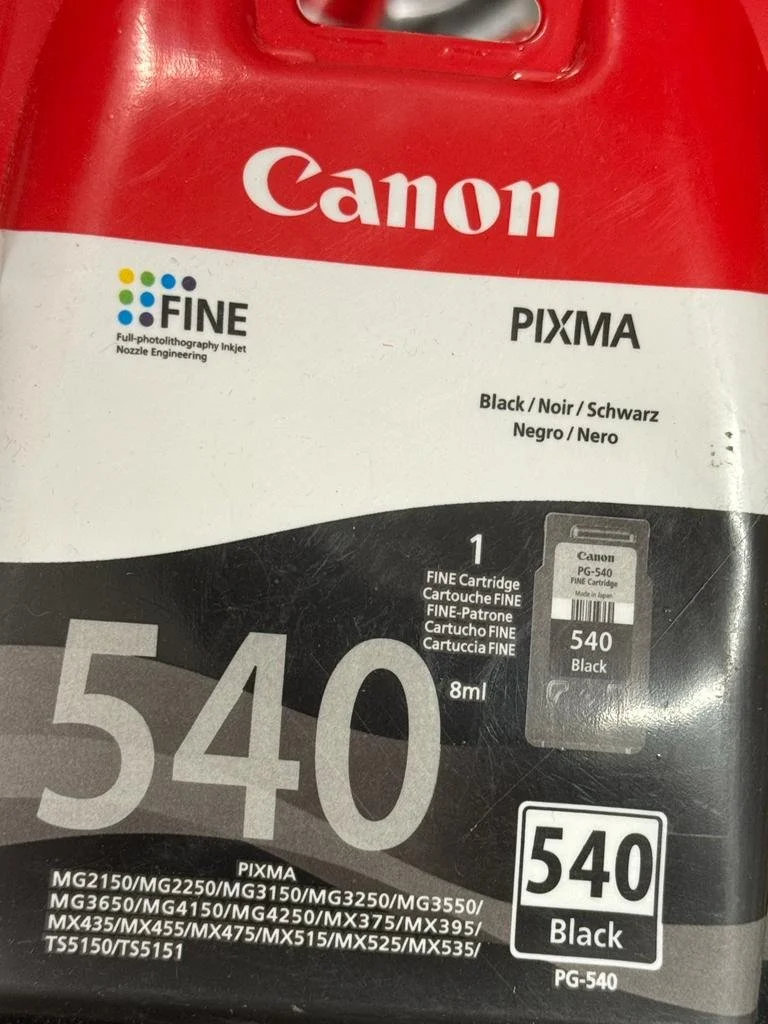 Canon
FINE
Full-photolithography Inkjet
Nozzle Engineering
PIXMA
Black / Noir / Schwarz
Negro / Nero
1
FINE Cartridge
Cartouche FINE
FINE-Patrone
Cartucho FINE
Cartuccia FINE
8ml
Canon
PG-540
FINE Cartridge
Made in Japan
540
Black
540
PIXMA
MG2150/MG2250/MG3150/MG3250/MG3550/
MG3650/MG4150/MG4250/MX375/MX395/
MX435/MX455/MX475/MX515/MX525/MX535/
TS5150/TS5151
540
Black
PG-540